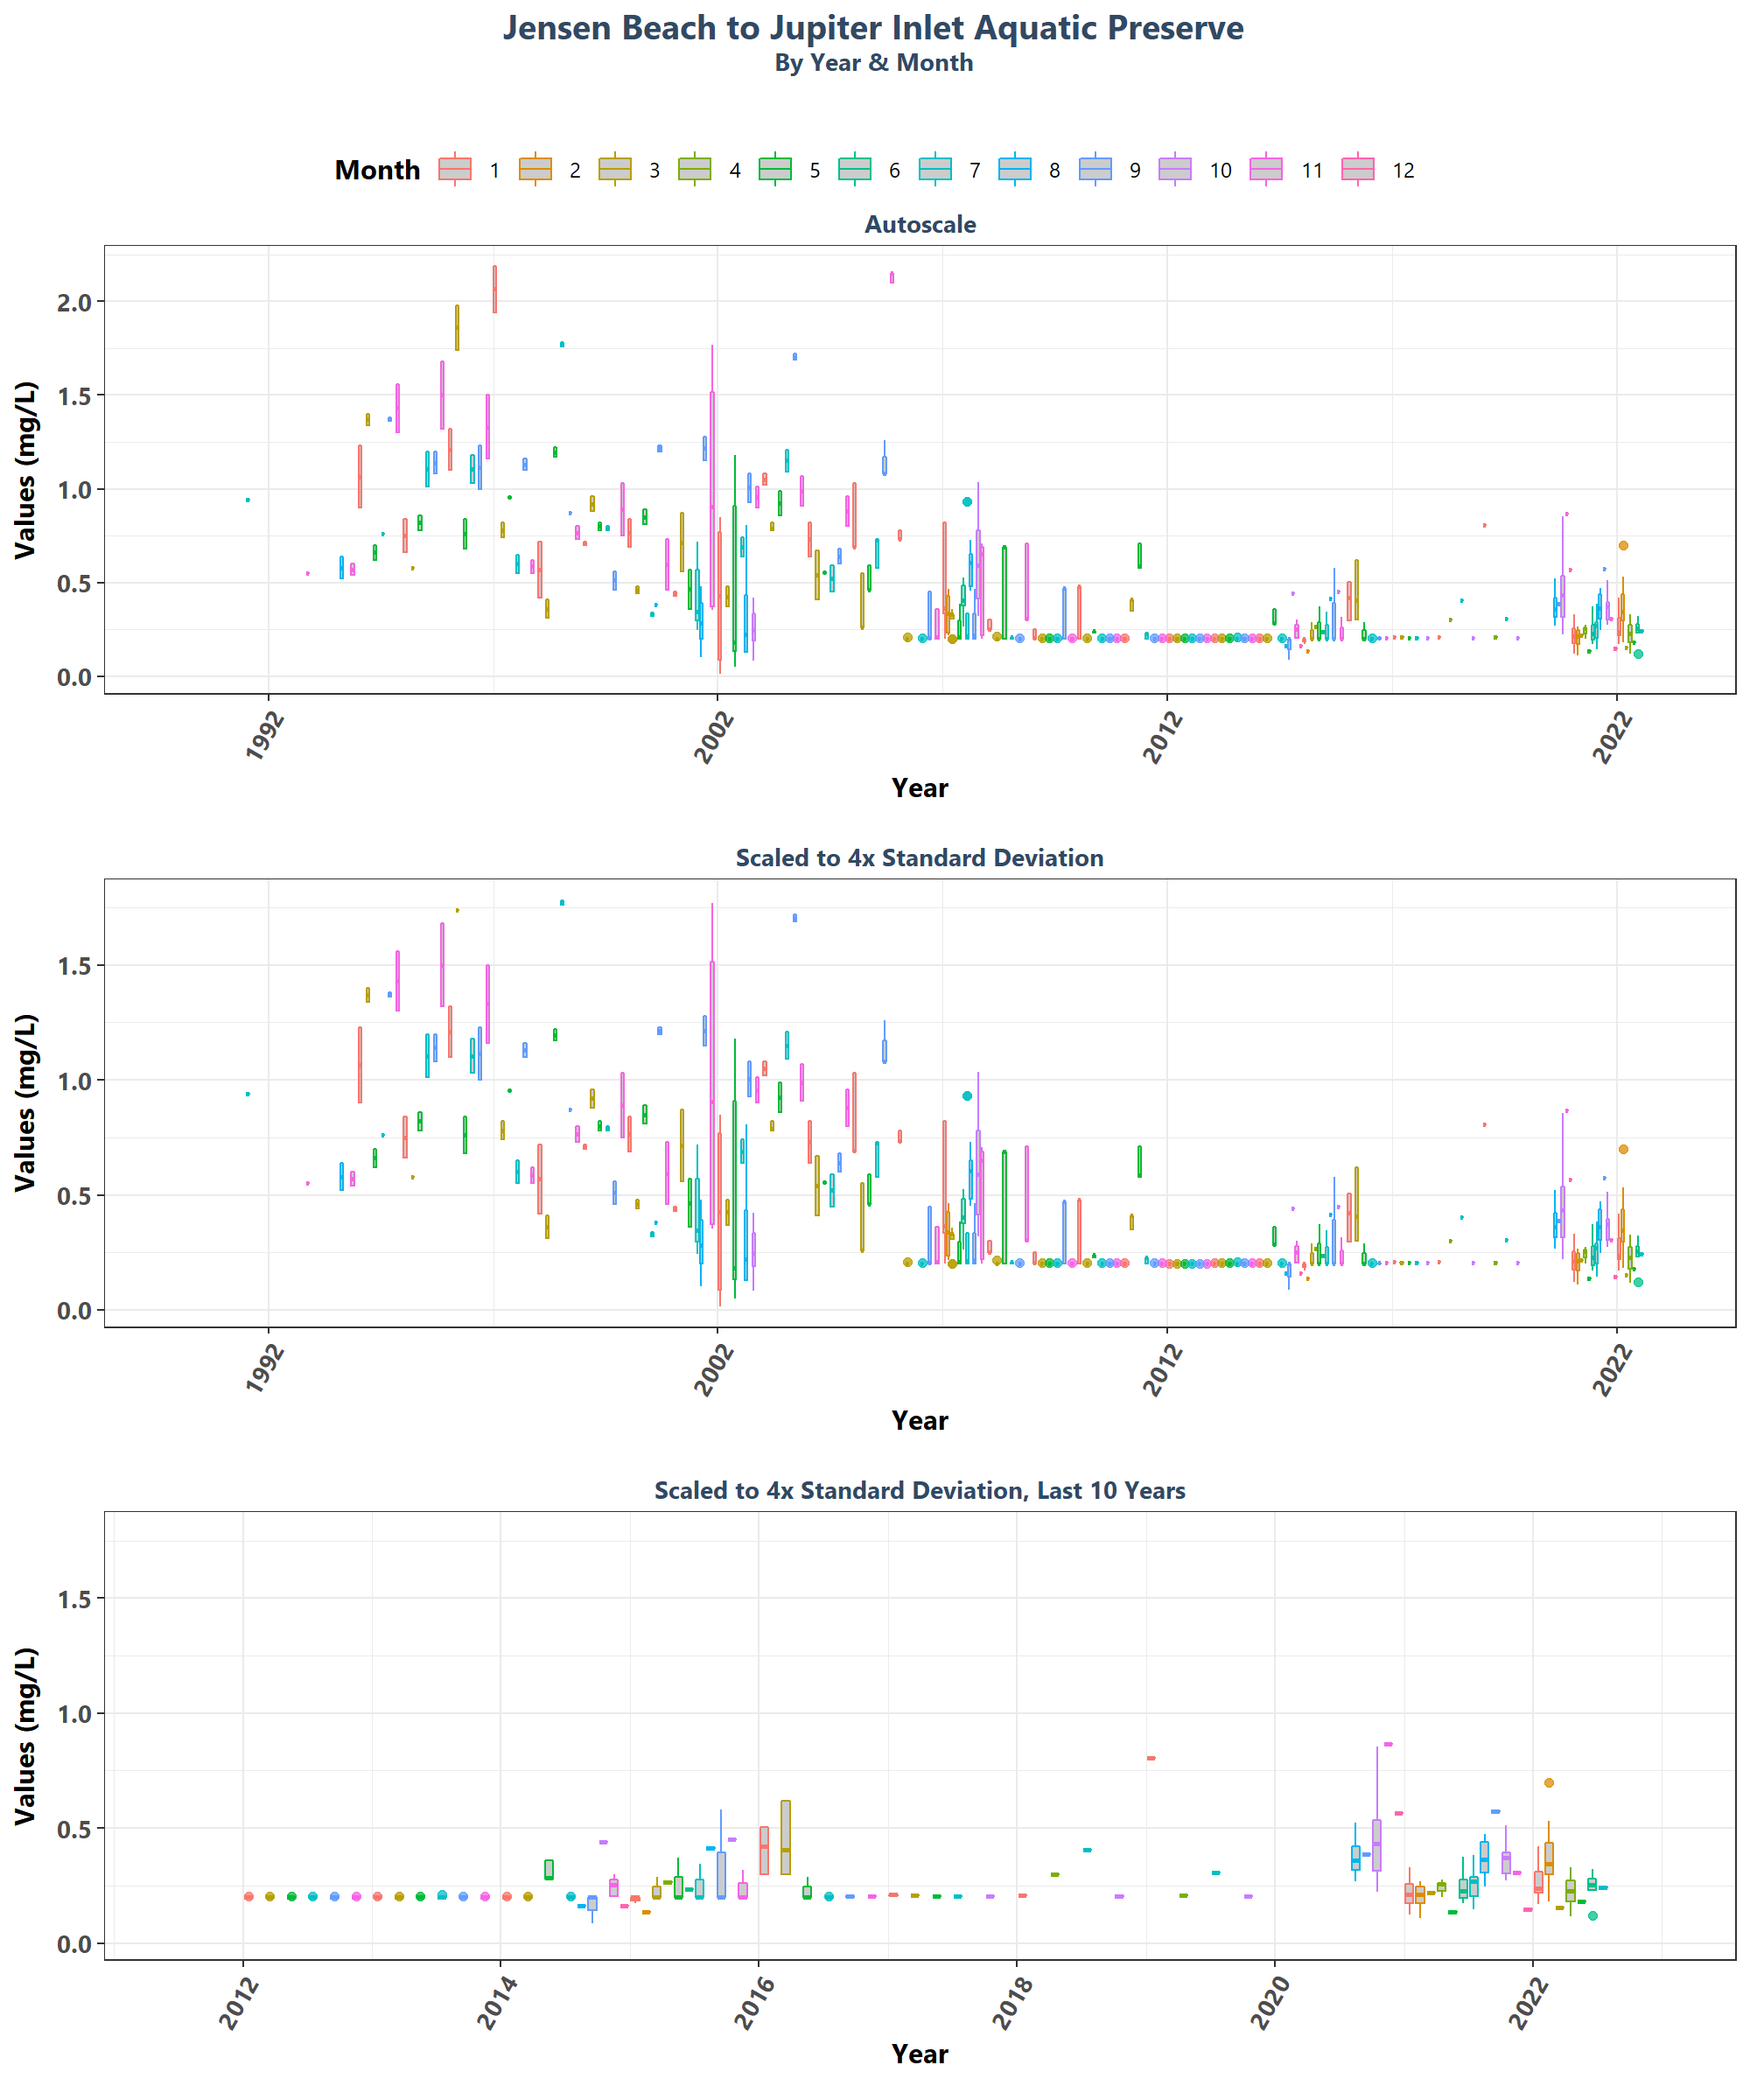 Jensen Beach to Jupiter Inlet Aquatic Preserve
By Year & Month
Month 1 2 3 4 5 6 7 8 9 10 11 12
Autoscale
Values (mg/L)
2.0
1.5
1.0
0.5
0.0
1992 2002 2012 2022
Year
Scaled to 4x Standard Deviation
Values (mg/L)
1.5
1.0
0.5
0.0
1992 2002 2012 2022
Year
Scaled to 4x Standard Deviation, Last 10 Years
Values (mg/L)
1.5
1.0
0.5
0.0
2012 2014 2016 2018 2020 2022
Year